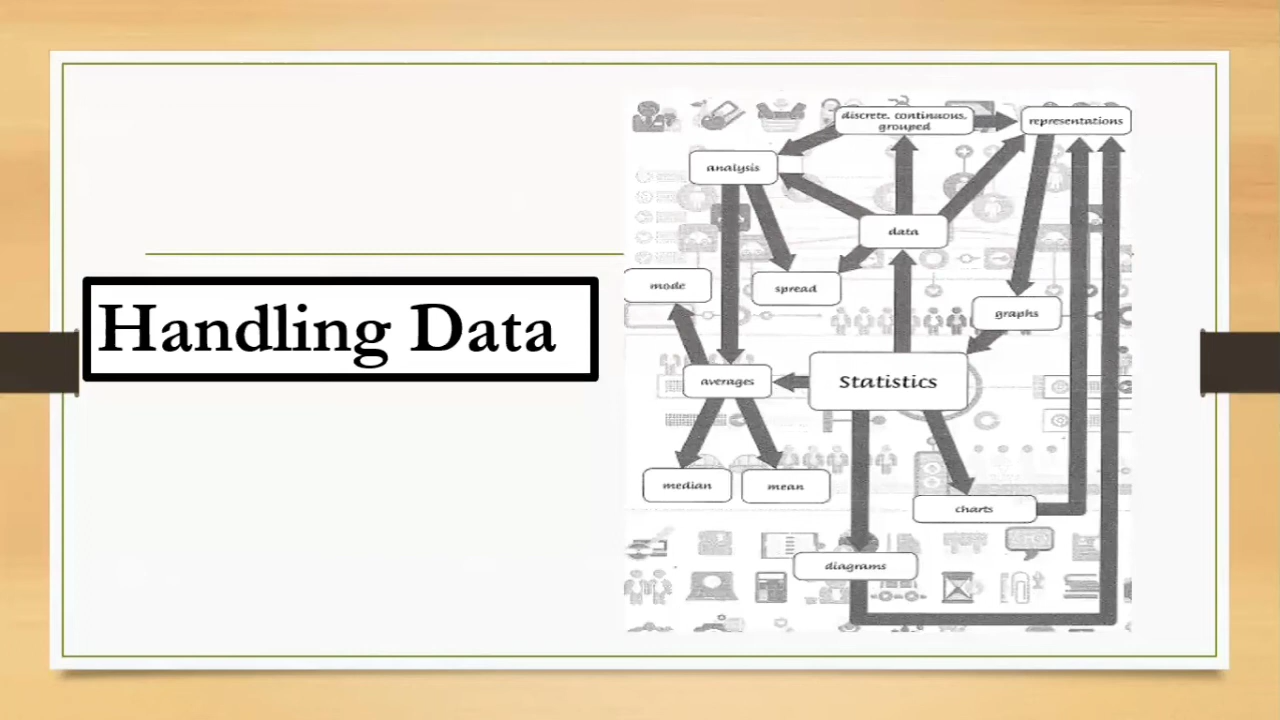 Handling Data
discrete, continuous,
grouped
representations
analysis
data
mode
spread
graphs
averages
Statistics
median
mean
charts
diagrams